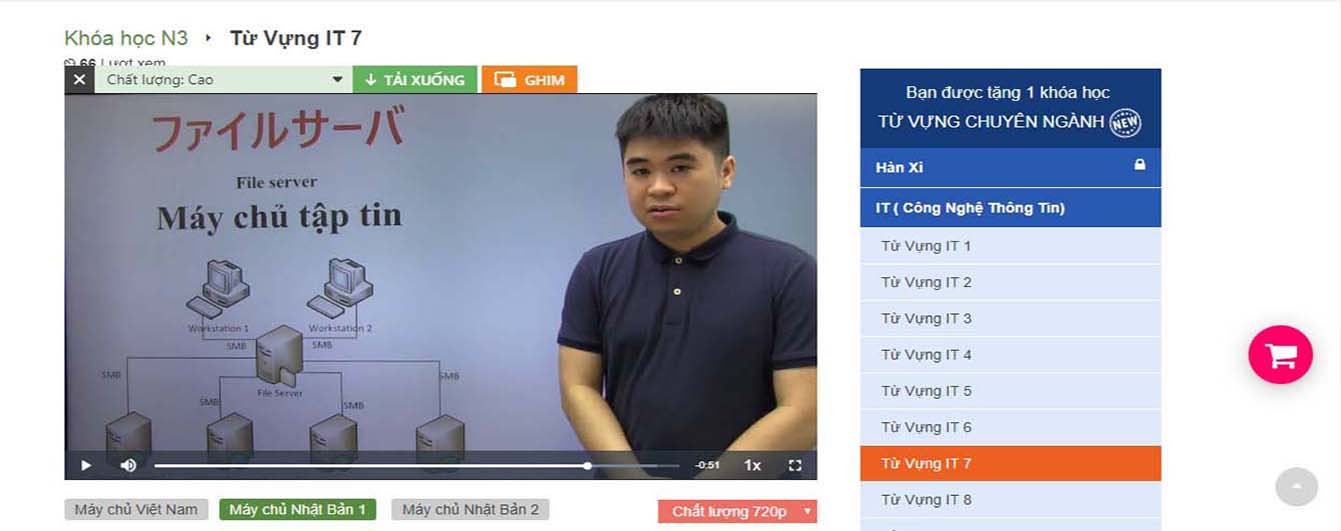 Khóa học N3 ‣ Từ Vựng IT 7
66 Lượt xem
Chất lượng: Cao
TẢI XUỐNG
GHIM
ファイルサーバ
File server
Máy chủ tập tin
Workstation 1
Workstation 2
SMB
SMB
SMB
SMB
File Server
SMB
SMB
-0:51
1x
Máy chủ Việt Nam
Máy chủ Nhật Bản 1
Máy chủ Nhật Bản 2
Chất lượng 720p
Bạn được tặng 1 khóa học
TỪ VỰNG CHUYÊN NGÀNH NEW
Hàn Xì
IT ( Công Nghệ Thông Tin)
Từ Vựng IT 1
Từ Vựng IT 2
Từ Vựng IT 3
Từ Vựng IT 4
Từ Vựng IT 5
Từ Vựng IT 6
Từ Vựng IT 7
Từ Vựng IT 8